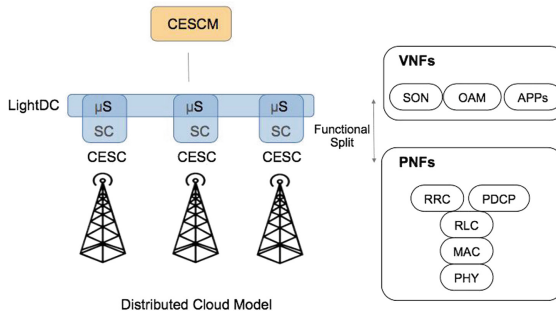 CESCM
VNFs
SON OAM APPs
LightDC
µS µS µS
SC SC SC
Functional
Split
CESC CESC CESC
PNFs
RRC PDCP
RLC
MAC
PHY
Distributed Cloud Model